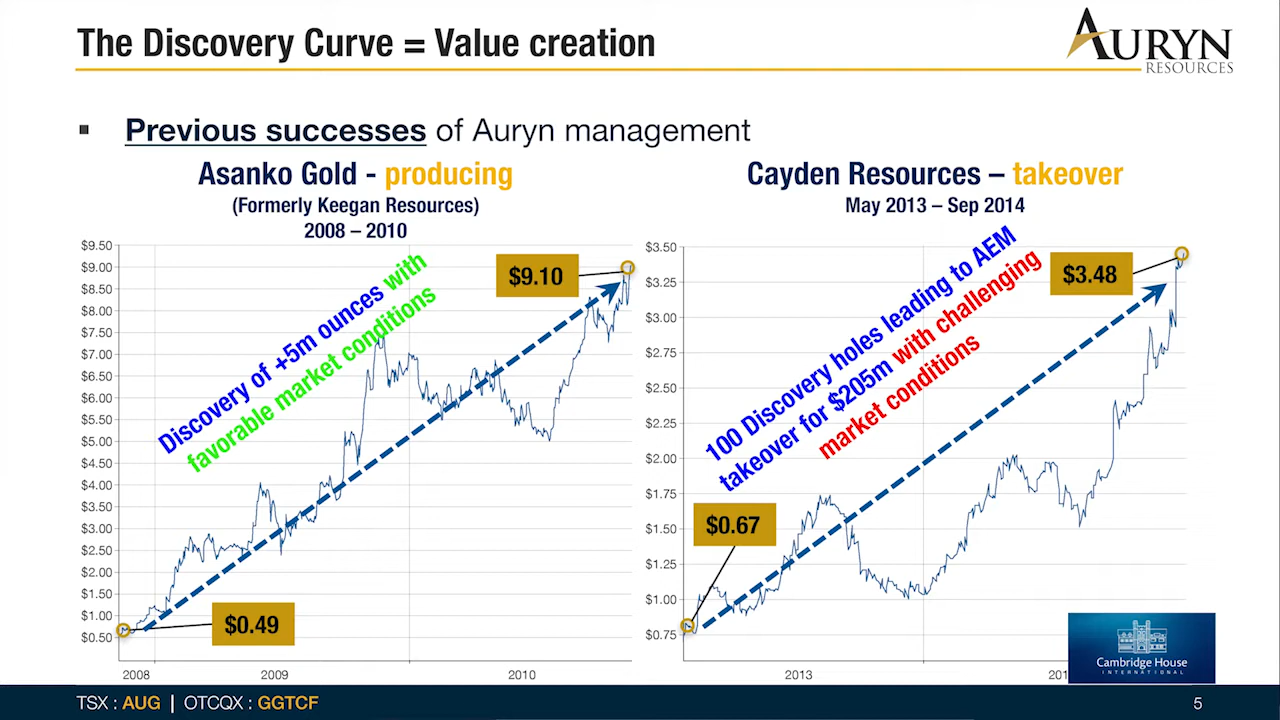 The Discovery Curve = Value creation
AURYN
RESOURCES
▪ Previous successes of Auryn management
Asanko Gold - producing
(Formerly Keegan Resources)
2008 – 2010
$9.50
$9.00
$8.50
$8.00
$7.50
$7.00
$6.50
$6.00
$5.50
$5.00
$4.50
$4.00
$3.50
$3.00
$2.50
$2.00
$1.50
$1.00
$0.50
Discovery of +5m ounces with
favorable market conditions
$9.10
$0.49
2008 2009 2010
Cayden Resources – takeover
May 2013 – Sep 2014
$3.50
$3.25
$3.00
$2.75
$2.50
$2.25
$2.00
$1.75
$1.50
$1.25
$1.00
$0.75
100 Discovery holes leading to AEM
takeover for $205m with challenging
market conditions
$3.48
$0.67
2013
Cambridge House
INTERNATIONAL
TSX : AUG | OTCQX : GGTCF
5